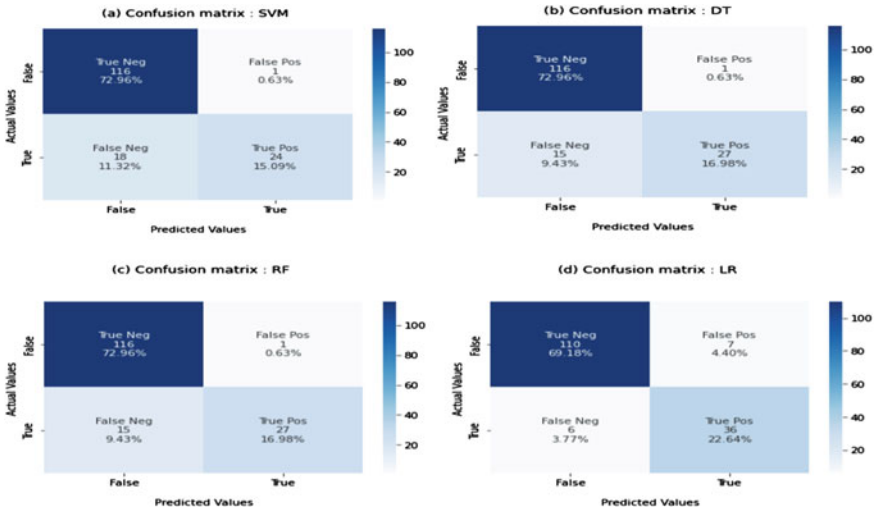 (a) Confusion matrix : SVM
Actual Values
False
True
True Neg
116
72.96%
False Pos
1
0.63%
False Neg
18
11.32%
True Pos
24
15.09%
False
True
Predicted Values
100
80
60
40
20
(b) Confusion matrix : DT
Actual Values
False
True
True Neg
116
72.96%
False Pos
1
0.63%
False Neg
15
9.43%
True Pos
27
16.98%
False
True
Predicted Values
100
80
60
40
20
(c) Confusion matrix : RF
Actual Values
False
True
True Neg
116
72.96%
False Pos
1
0.63%
False Neg
15
9.43%
True Pos
27
16.98%
False
True
Predicted Values
100
80
60
40
20
(d) Confusion matrix : LR
Actual Values
False
True
True Neg
110
69.18%
False Pos
7
4.40%
False Neg
6
3.77%
True Pos
36
22.64%
False
True
Predicted Values
100
80
60
40
20